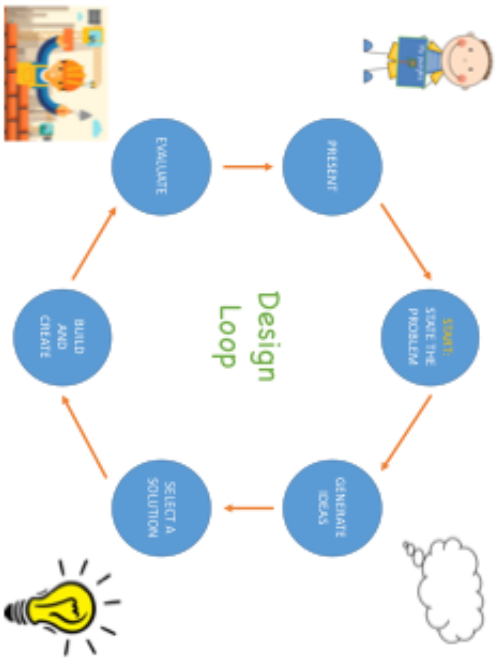 Design
Loop
START:
STATE THE
PROBLEM
GENERATE
IDEAS
SELECT A
SOLUTION
BUILD
AND
CREATE
EVALUATE
PRESENT